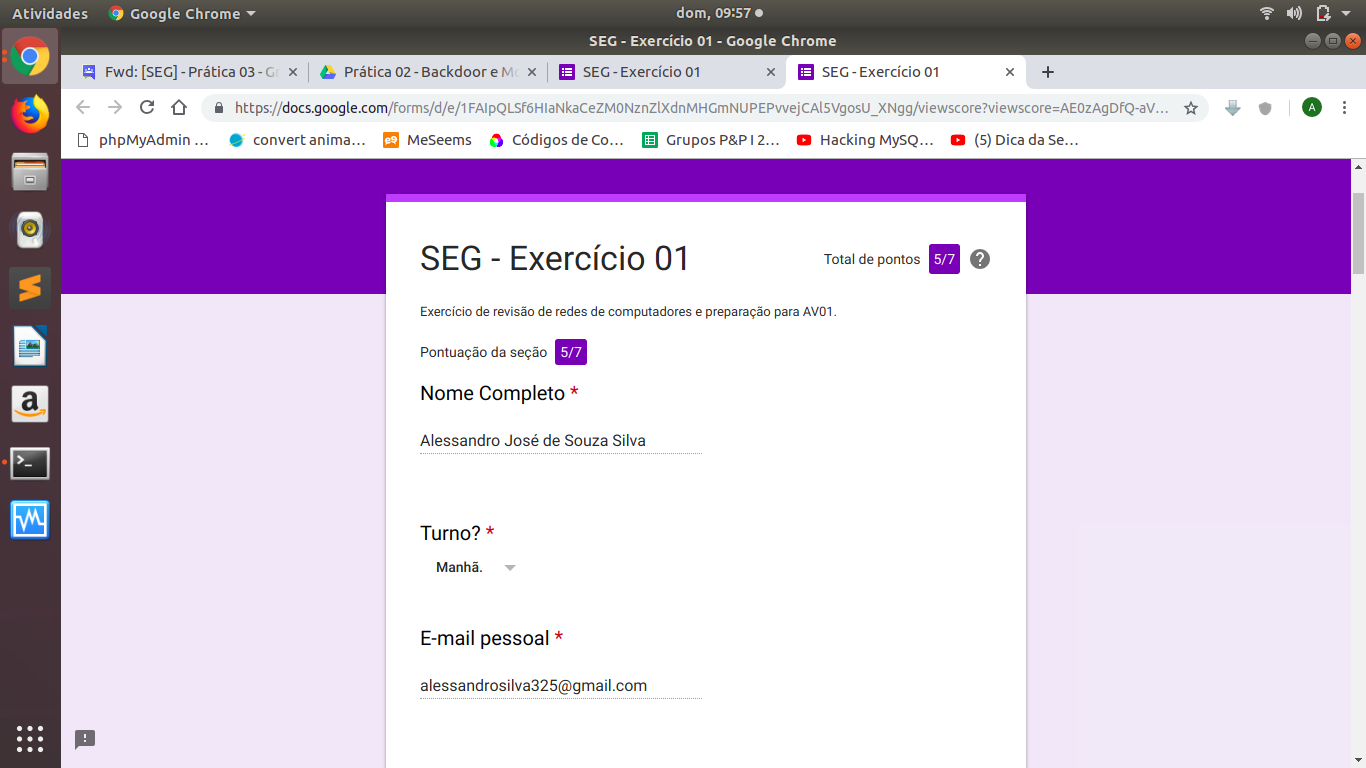 Atividades Google Chrome dom, 09:57
SEG - Exercício 01 - Google Chrome
Fwd: [SEG] - Prática 03 - Gr Prática 02 - Backdoor e Mo SEG - Exercício 01 SEG - Exercício 01
https://docs.google.com/forms/d/e/1FAIpQLSf6HIaNkaCeZM0NznZlXdnMHGmNUPEPvvejCAl5VgosU_XNgg/viewscore?viewscore=AE0zAgDfQ-aV… A
phpMyAdmin … convert anima… MeSeems Códigos de Co… Grupos P&P I 2… Hacking MySQ… (5) Dica da Se…
SEG - Exercício 01
Total de pontos 5/7
Exercício de revisão de redes de computadores e preparação para AV01.
Pontuação da seção 5/7
Nome Completo *
Alessandro José de Souza Silva
Turno? *
Manhã.
E-mail pessoal *
alessandrosilva325@gmail.com